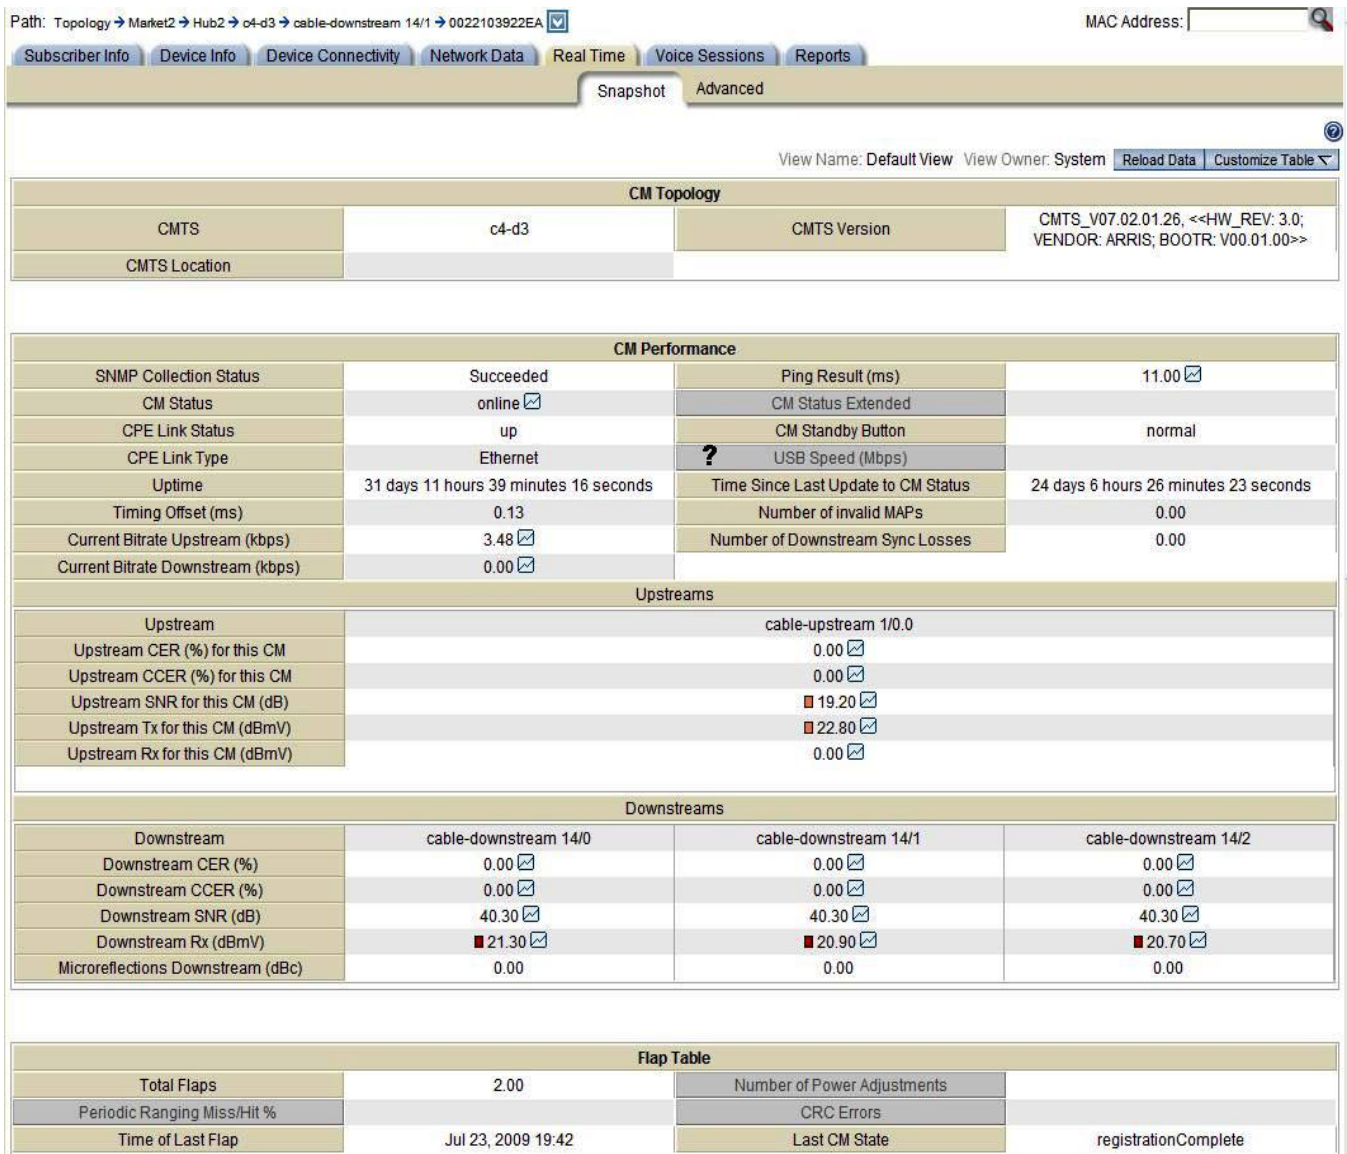 Path: Topology → Market2 → Hub2 → c4-d3 → cable-downstream 14/1 → 0022103922EA MAC Address:
Subscriber Info Device Info Device Connectivity Network Data Real Time Voice Sessions Reports
Snapshot Advanced
View Name: Default View View Owner: System Reload Data Customize Table
CM Topology
CMTS c4-d3 CMTS Version CMTS_V07.02.01.26, <<HW_REV: 3.0;
VENDOR: ARRIS; BOOTR: V00.01.00>>
CMTS Location
CM Performance
SNMP Collection Status Succeeded Ping Result (ms) 11.00
CM Status online CM Status Extended
CPE Link Status up CM Standby Button normal
CPE Link Type Ethernet ? USB Speed (Mbps)
Uptime 31 days 11 hours 39 minutes 16 seconds Time Since Last Update to CM Status 24 days 6 hours 26 minutes 23 seconds
Timing Offset (ms) 0.13 Number of invalid MAPs 0.00
Current Bitrate Upstream (kbps) 3.48 Number of Downstream Sync Losses 0.00
Current Bitrate Downstream (kbps) 0.00
Upstreams
Upstream cable-upstream 1/0.0
Upstream CER (%) for this CM 0.00
Upstream CCER (%) for this CM 0.00
Upstream SNR for this CM (dB) 19.20
Upstream Tx for this CM (dBmV) 22.80
Upstream Rx for this CM (dBmV) 0.00
Downstreams
Downstream cable-downstream 14/0 cable-downstream 14/1 cable-downstream 14/2
Downstream CER (%) 0.00 0.00 0.00
Downstream CCER (%) 0.00 0.00 0.00
Downstream SNR (dB) 40.30 40.30 40.30
Downstream Rx (dBmV) 21.30 20.90 20.70
Microreflections Downstream (dBc) 0.00 0.00 0.00
Flap Table
Total Flaps 2.00 Number of Power Adjustments
Periodic Ranging Miss/Hit % CRC Errors
Time of Last Flap Jul 23, 2009 19:42 Last CM State registrationComplete